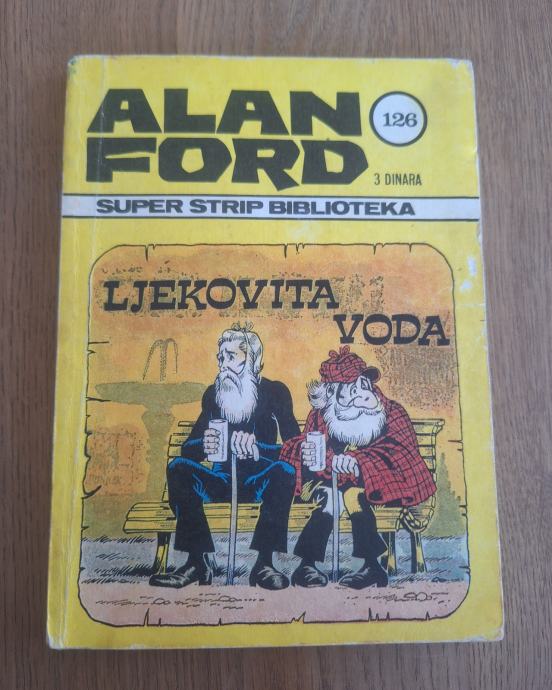 ALAN
FORD
126
3 DINARA
SUPER STRIP BIBLIOTEKA
LJEKOVITA
VODA